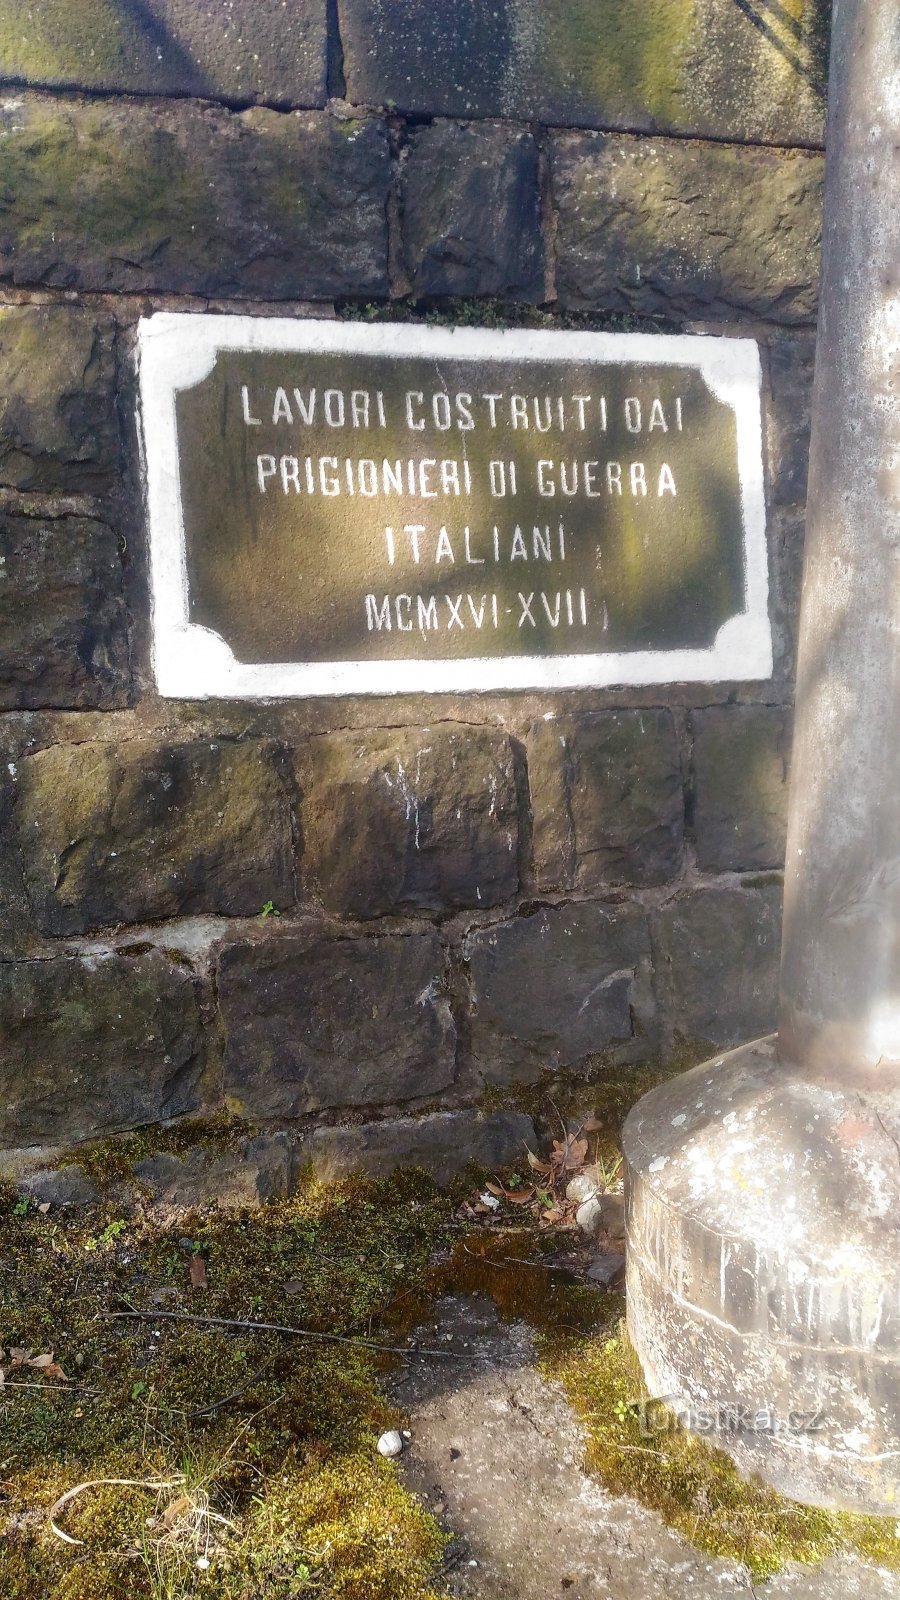 LAVORI COSTRUITI DAI
PRIGIONIERI DI GUERRA
ITALIANI
MCMXVI-XVII
Turistika.cz